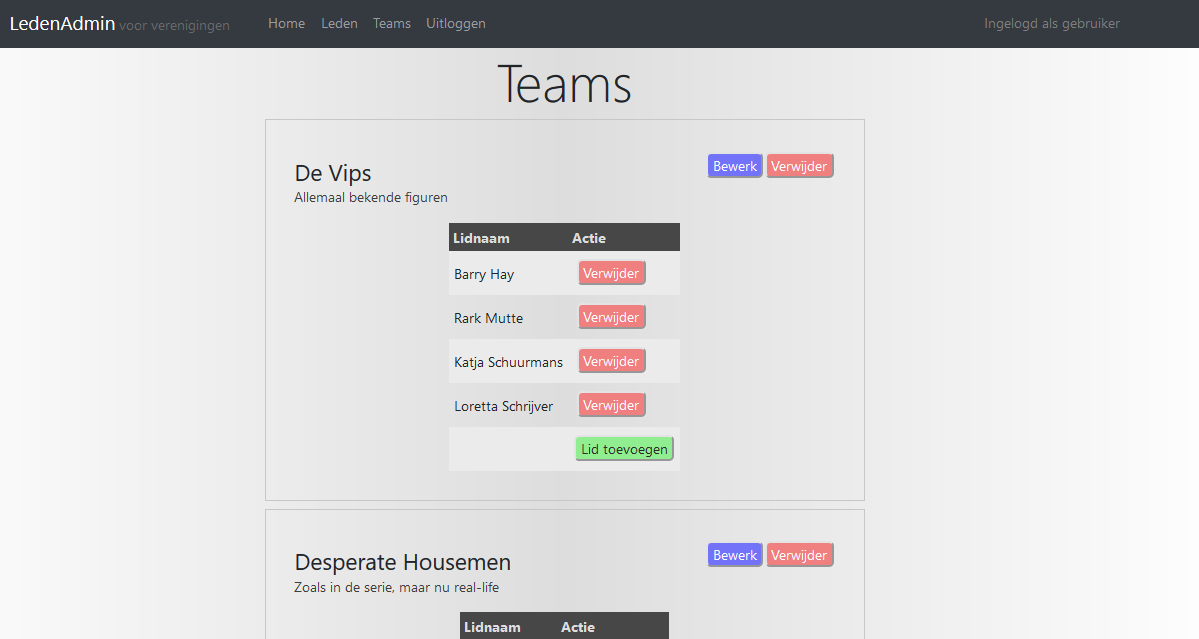 LedenAdmin voor verenigingen Home Leden Teams Uitloggen Ingelogd als gebruiker
Teams
De Vips Bewerk Verwijder
Allemaal bekende figuren
Lidnaam Actie
Barry Hay Verwijder
Rark Mutte Verwijder
Katja Schuurmans Verwijder
Loretta Schrijver Verwijder
Lid toevoegen
Desperate Housemen Bewerk Verwijder
Zoals in de serie, maar nu real-life
Lidnaam Actie